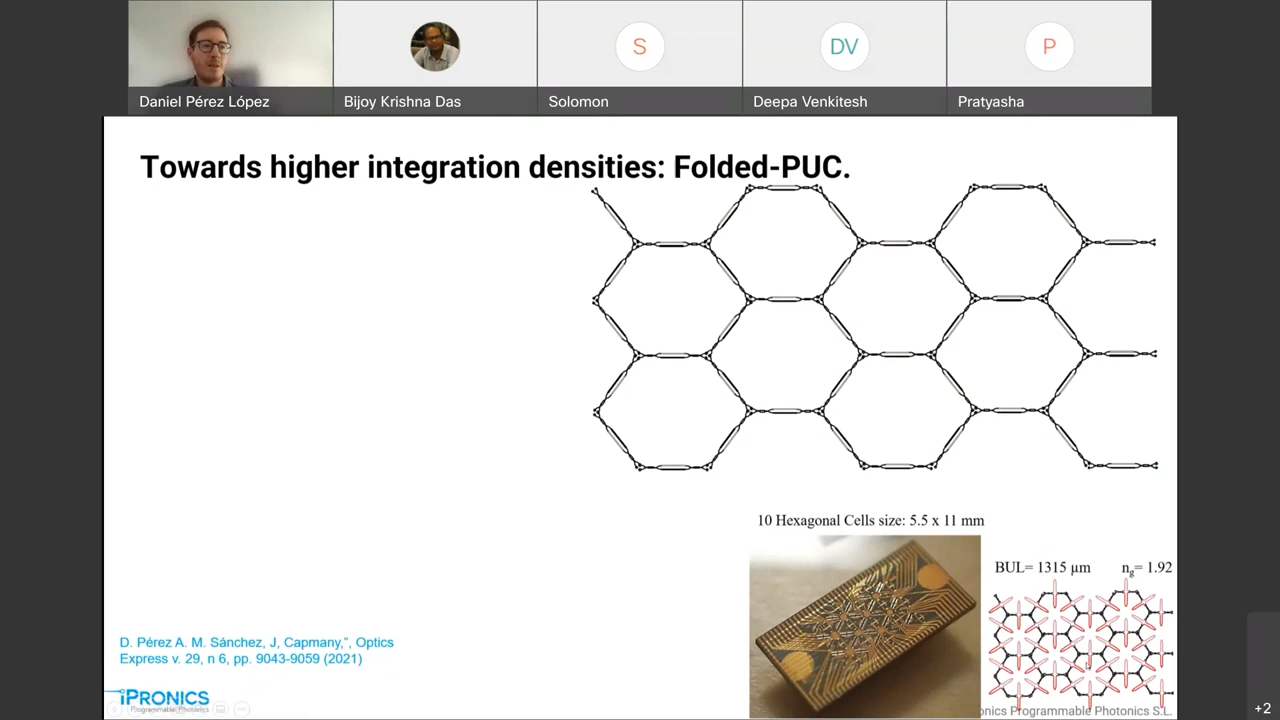 S
DV
P
Daniel Pérez López
Bijoy Krishna Das
Solomon
Deepa Venkitesh
Pratyasha
Towards higher integration densities: Folded-PUC.
10 Hexagonal Cells size: 5.5 x 11 mm
BUL= 1315 µm
ng= 1.92
D. Pérez A. M. Sánchez, J, Capmany,”, Optics
Express v. 29, n 6, pp. 9043-9059 (2021)
iPRONICS
Programmable Photonics
onics Programmable Photonics S.L.
+2